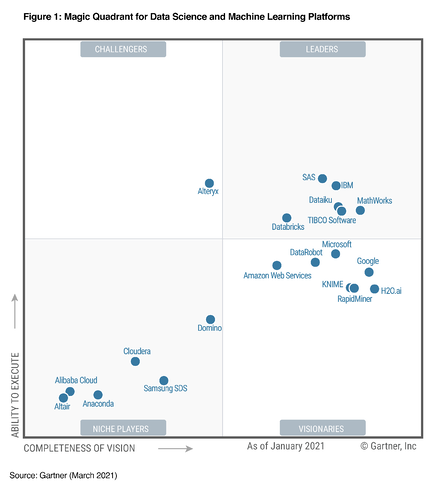 Figure 1: Magic Quadrant for Data Science and Machine Learning Platforms
CHALLENGERS
LEADERS
SAS
IBM
Alteryx
Dataiku
MathWorks
TIBCO Software
Databricks
Microsoft
DataRobot
Google
Amazon Web Services
KNIME
H2O.ai
RapidMiner
Domino
Cloudera
Alibaba Cloud
Samsung SDS
Altair
Anaconda
ABILITY TO EXECUTE
NICHE PLAYERS
VISIONARIES
COMPLETENESS OF VISION
As of January 2021
© Gartner, Inc
Source: Gartner (March 2021)